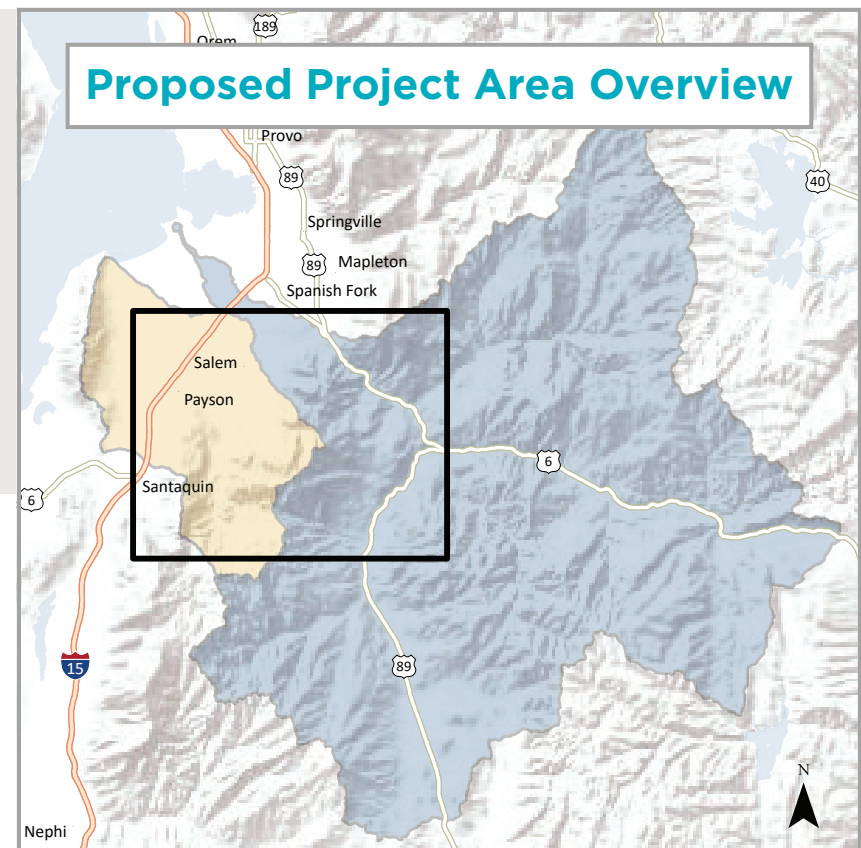 189
Orem
Proposed Project Area Overview
Provo
89
40
Springville
89
Mapleton
Spanish Fork
Salem
Payson
6
Santaquin
6
15
89
N
Nephi